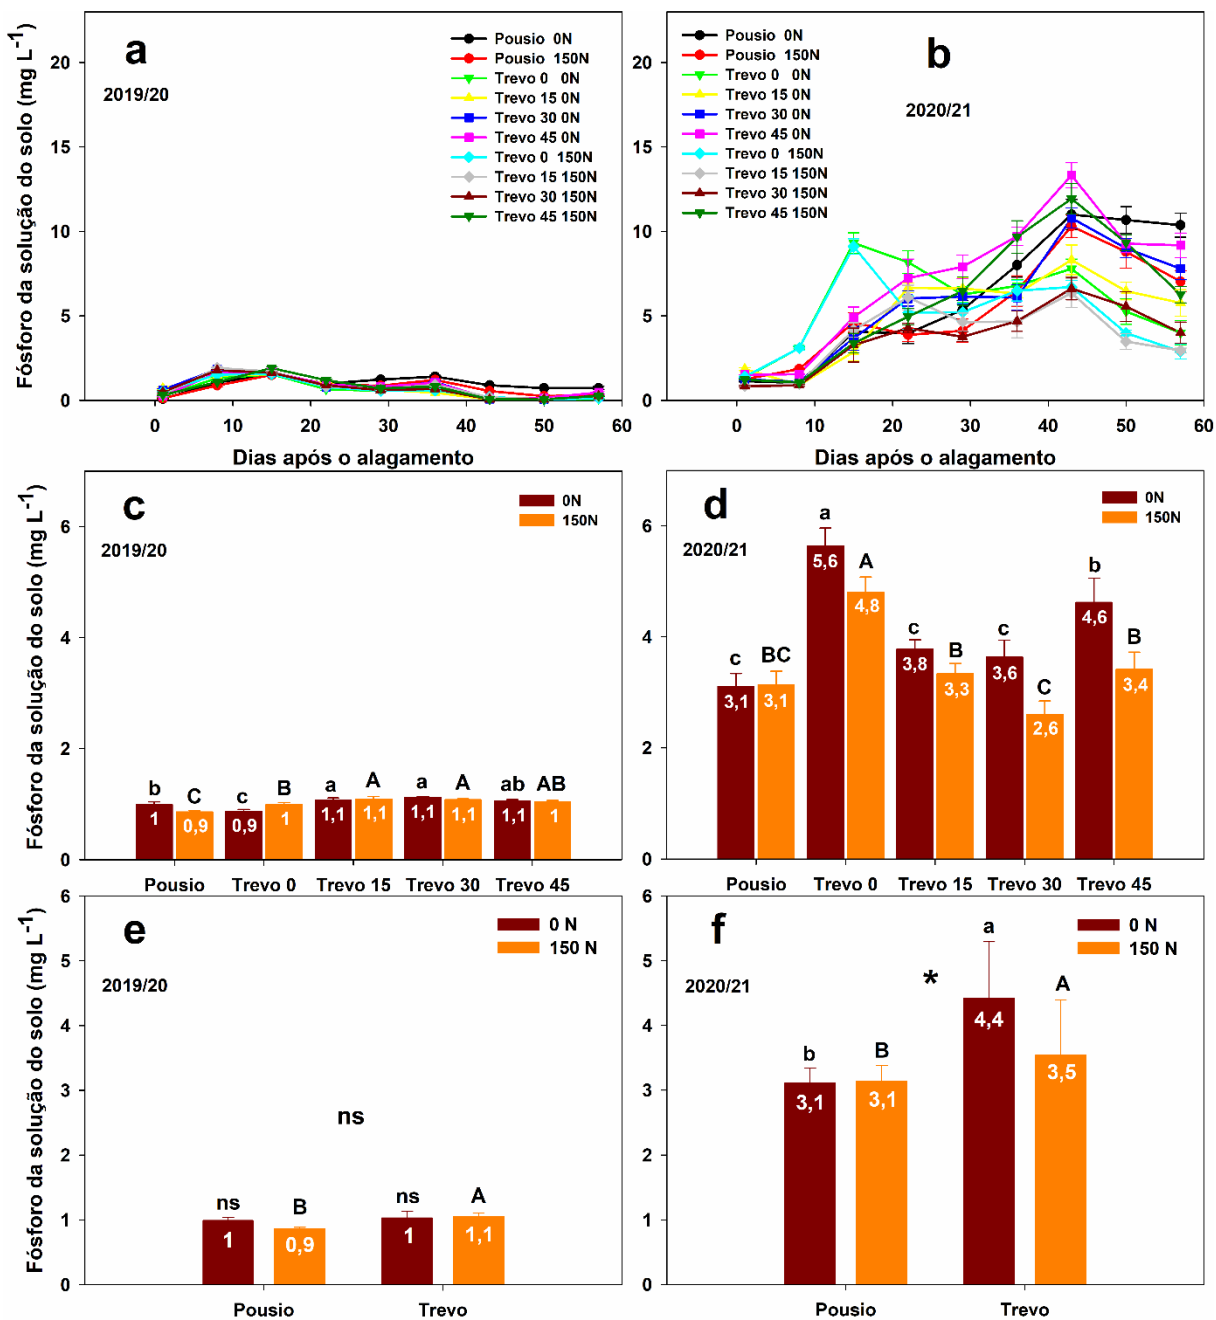 Fósforo da solução do solo (mg L⁻¹)
a
2019/20
Pousio 0N
Pousio 150N
Trevo 0 0N
Trevo 15 0N
Trevo 30 0N
Trevo 45 0N
Trevo 0 150N
Trevo 15 150N
Trevo 30 150N
Trevo 45 150N
20
15
10
5
0
0 10 20 30 40 50 60
Dias após o alagamento
b
2020/21
Pousio 0N
Pousio 150N
Trevo 0 0N
Trevo 15 0N
Trevo 30 0N
Trevo 45 0N
Trevo 0 150N
Trevo 15 150N
Trevo 30 150N
Trevo 45 150N
20
15
10
5
0
0 10 20 30 40 50 60
Dias após o alagamento
Fósforo da solução do solo (mg L⁻¹)
c
2019/20
0N
150N
6
4
2
0
b C c B a A a A ab AB
1 0,9 0,9 1 1,1 1,1 1,1 1,1 1,1 1
Pousio Trevo 0 Trevo 15 Trevo 30 Trevo 45
d
2020/21
0N
150N
6
4
2
0
c BC a A c B c C b B
3,1 3,1 5,6 4,8 3,8 3,3 3,6 2,6 4,6 3,4
Pousio Trevo 0 Trevo 15 Trevo 30 Trevo 45
Fósforo da solução do solo (mg L⁻¹)
e
2019/20
0 N
150 N
6
5
4
3
2
1
0
ns
ns B ns A
1 0,9 1 1,1
Pousio Trevo
f
2020/21
0 N
150 N
6
5
4
3
2
1
0
*
b B a A
3,1 3,1 4,4 3,5
Pousio Trevo